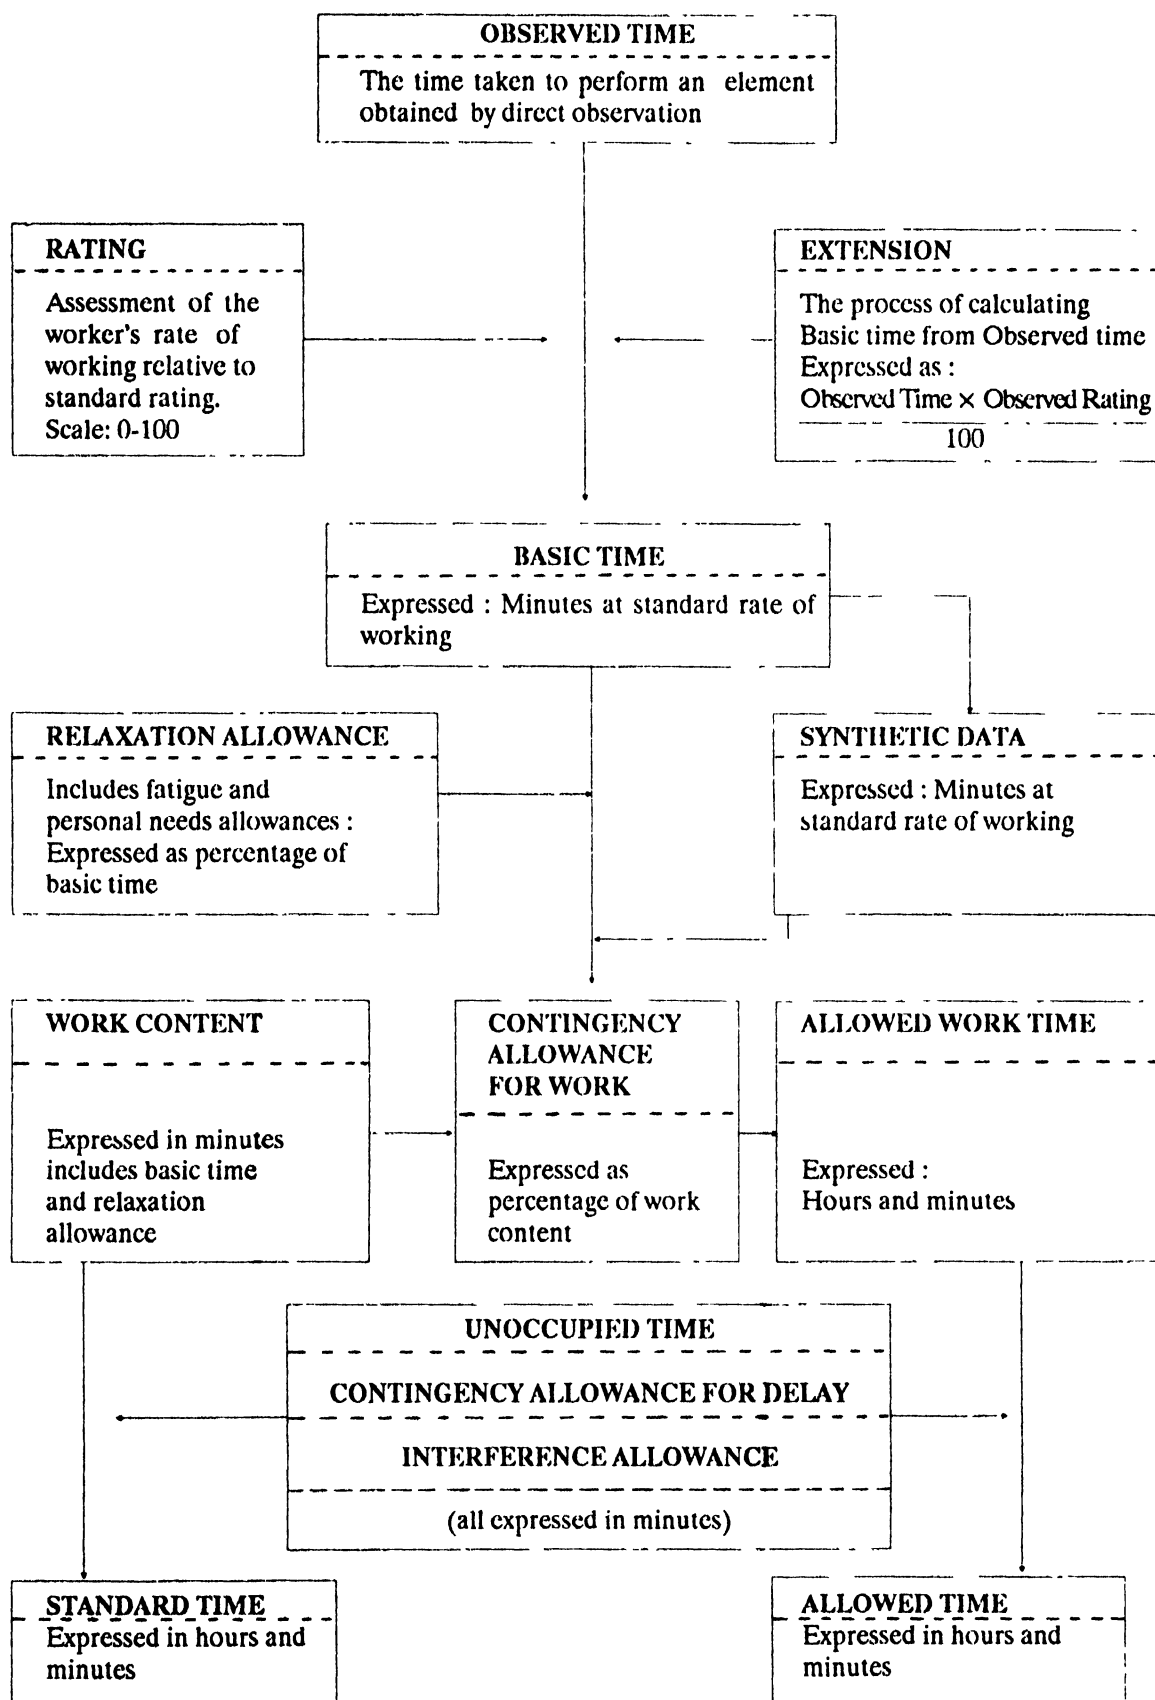 OBSERVED TIME
The time taken to perform an element
obtained by direct observation
RATING
Assessment of the
worker's rate of
working relative to
standard rating.
Scale: 0-100
EXTENSION
The process of calculating
Basic time from Observed time
Expressed as :
Observed Time × Observed Rating
100
BASIC TIME
Expressed : Minutes at standard rate of
working
RELAXATION ALLOWANCE
Includes fatigue and
personal needs allowances :
Expressed as percentage of
basic time
SYNTHETIC DATA
Expressed : Minutes at
standard rate of working
WORK CONTENT
Expressed in minutes
includes basic time
and relaxation
allowance
CONTINGENCY
ALLOWANCE
FOR WORK
Expressed as
percentage of work
content
ALLOWED WORK TIME
Expressed :
Hours and minutes
UNOCCUPIED TIME
CONTINGENCY ALLOWANCE FOR DELAY
INTERFERENCE ALLOWANCE
(all expressed in minutes)
STANDARD TIME
Expressed in hours and
minutes
ALLOWED TIME
Expressed in hours and
minutes